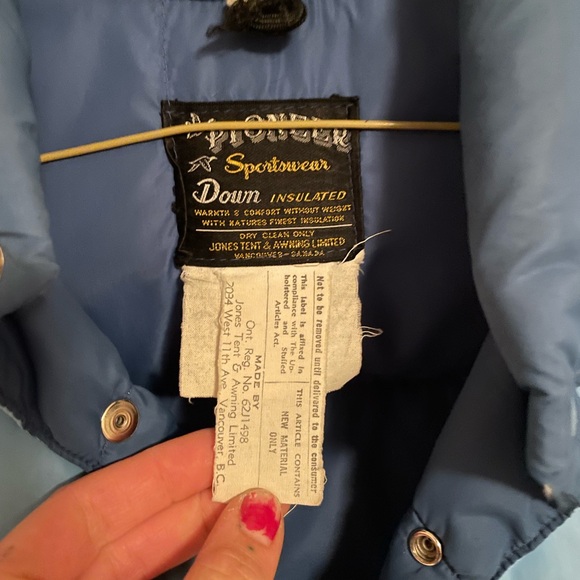 PIONEER
Sportswear
Down INSULATED
WARMTH & COMFORT WITHOUT WEIGHT
WITH NATURES FINEST INSULATION
DRY CLEAN ONLY
JONES TENT & AWNING LIMITED
VANCOUVER - CANADA
Not to be removed until delivered to the consumer
This label is affixed in
compliance with The Up-
holstered and Stuffed
Articles Act.
THIS ARTICLE CONTAINS
NEW MATERIAL
ONLY
MADE BY
Ont. Reg. No. 62J1498
Jones Tent & Awning Limited
2034 West 11th Ave. Vancouver, B.C.